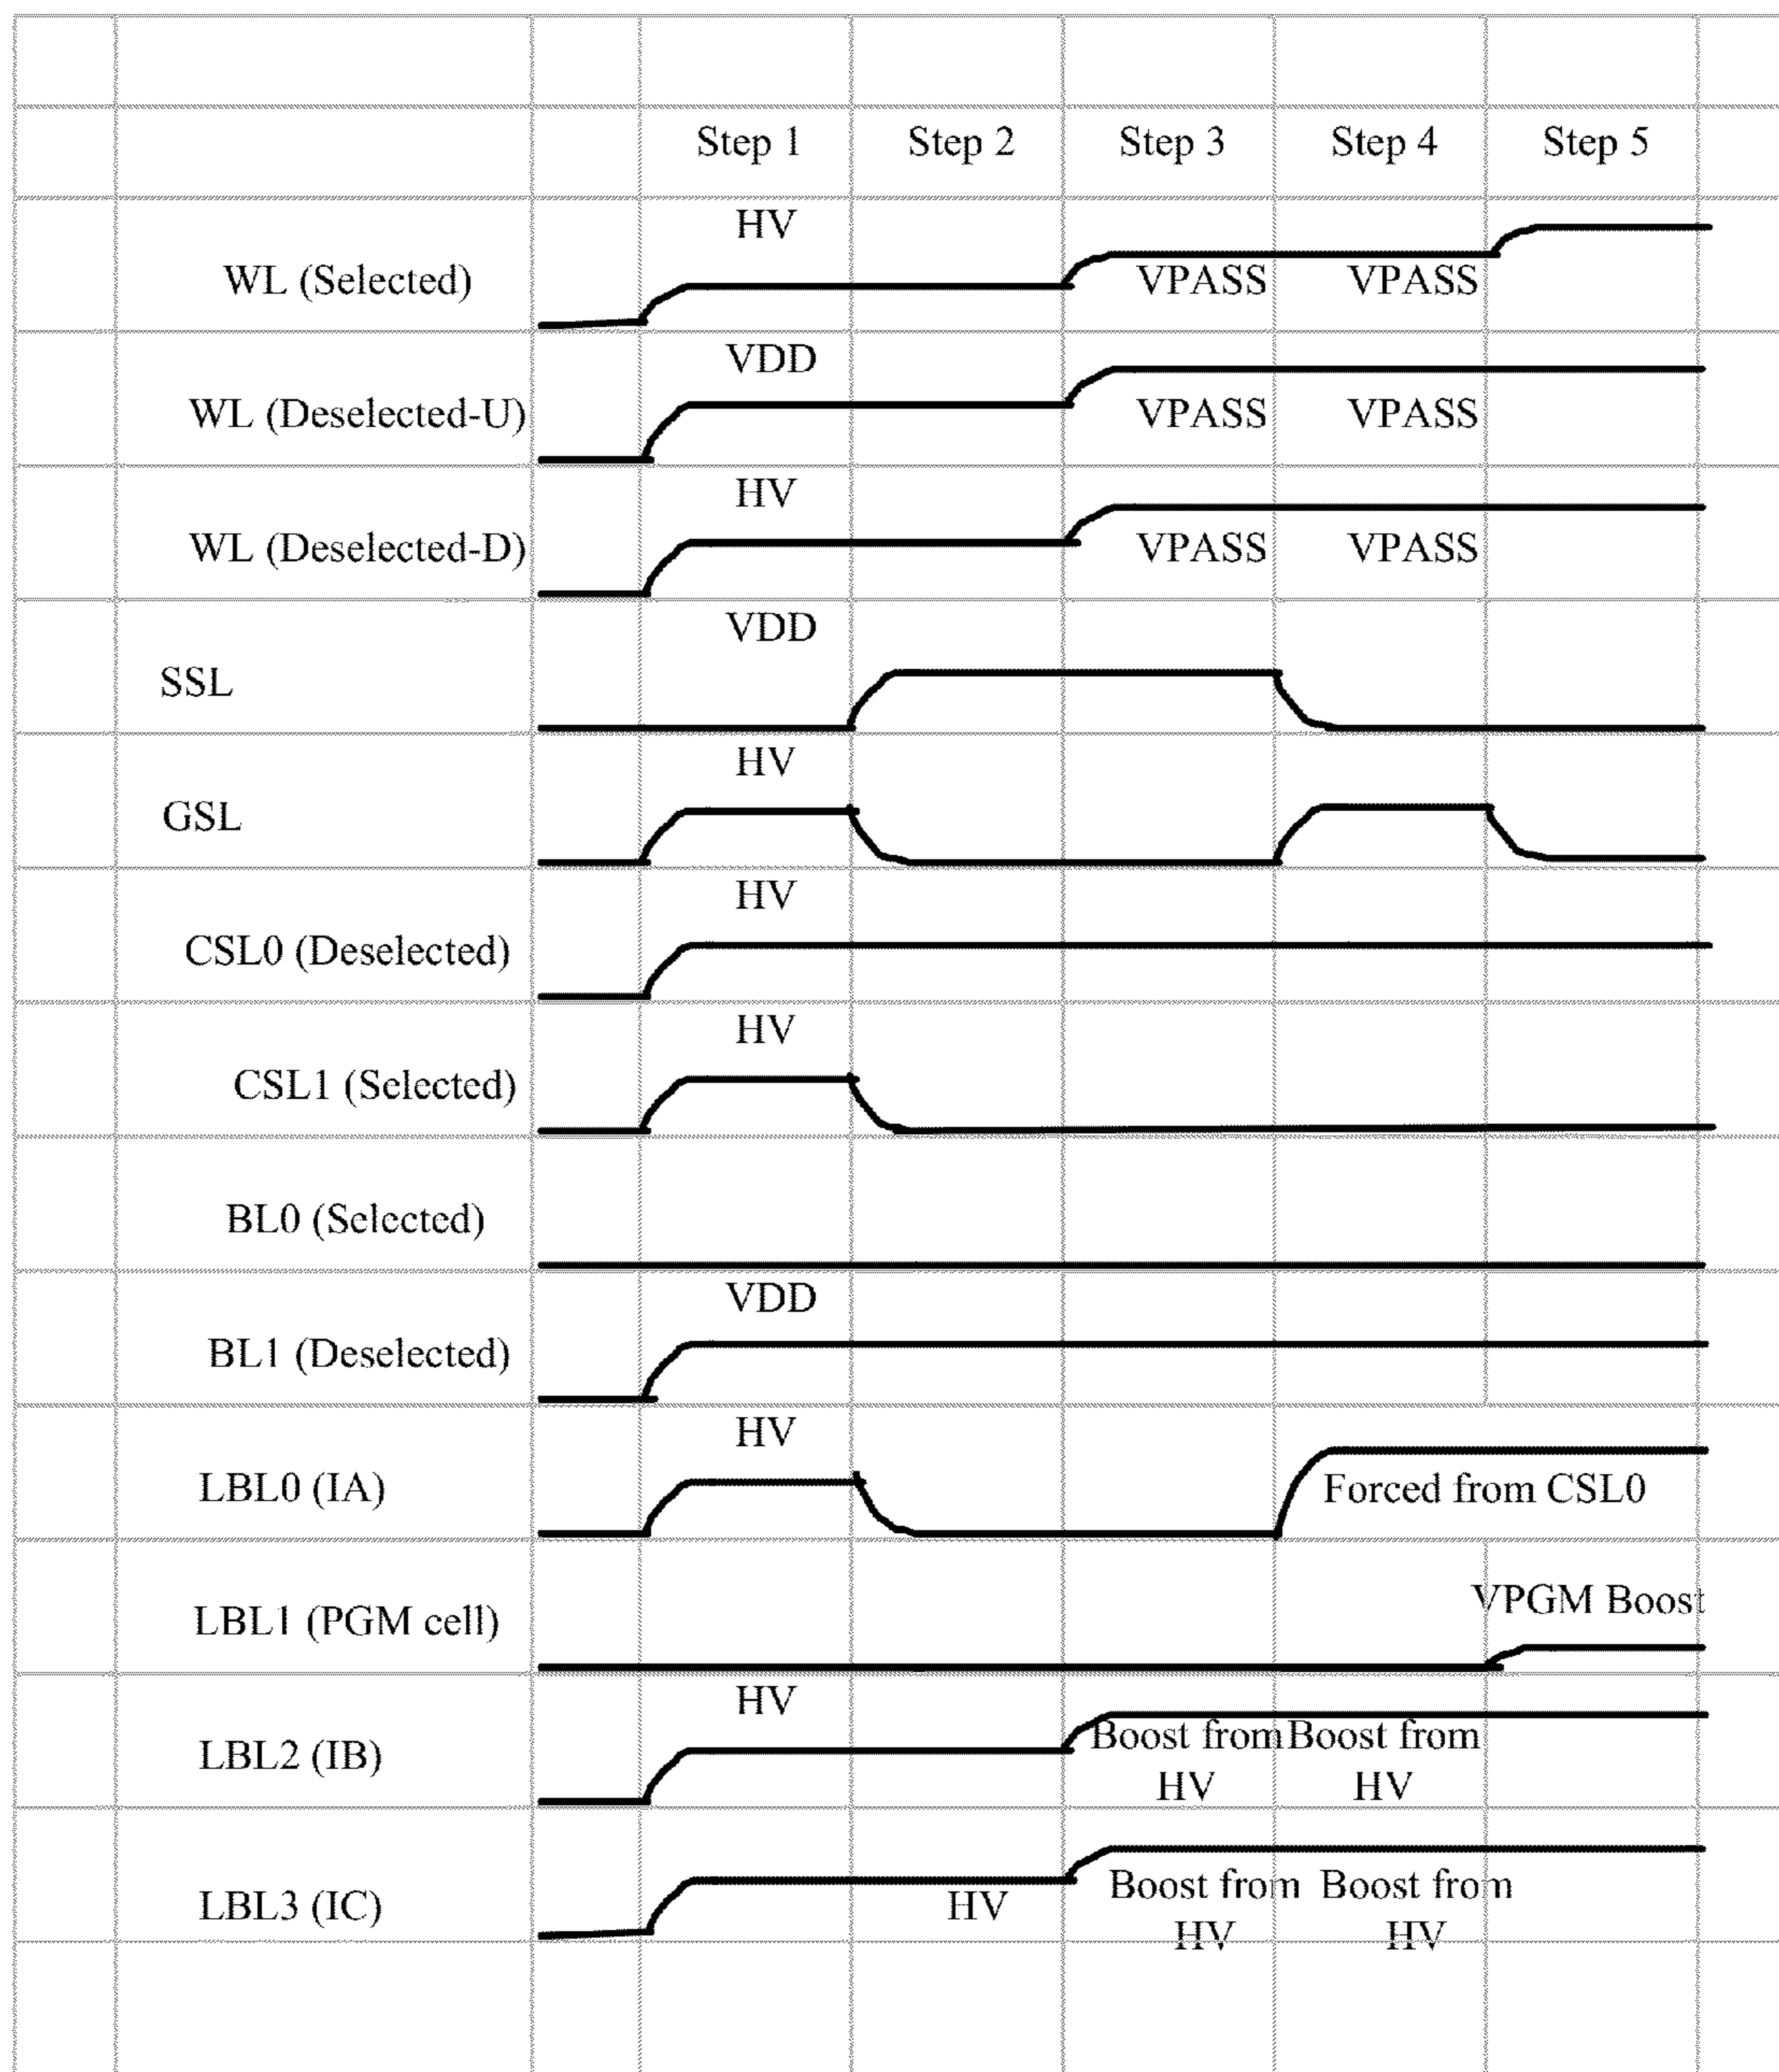 Step 1 Step 2 Step 3 Step 4 Step 5
HV
WL (Selected) VPASS VPASS
VDD
WL (Deselected-U) VPASS VPASS
HV
WL (Deselected-D) VPASS VPASS
VDD
SSL
HV
GSL
HV
CSL0 (Deselected)
HV
CSL1 (Selected)
BL0 (Selected)
VDD
BL1 (Deselected)
HV
LBL0 (IA) Forced from CSL0
VPGM Boost
LBL1 (PGM cell)
HV
Boost from Boost from
LBL2 (IB)
HV HV
Boost from Boost from
LBL3 (IC) HV
HV HV